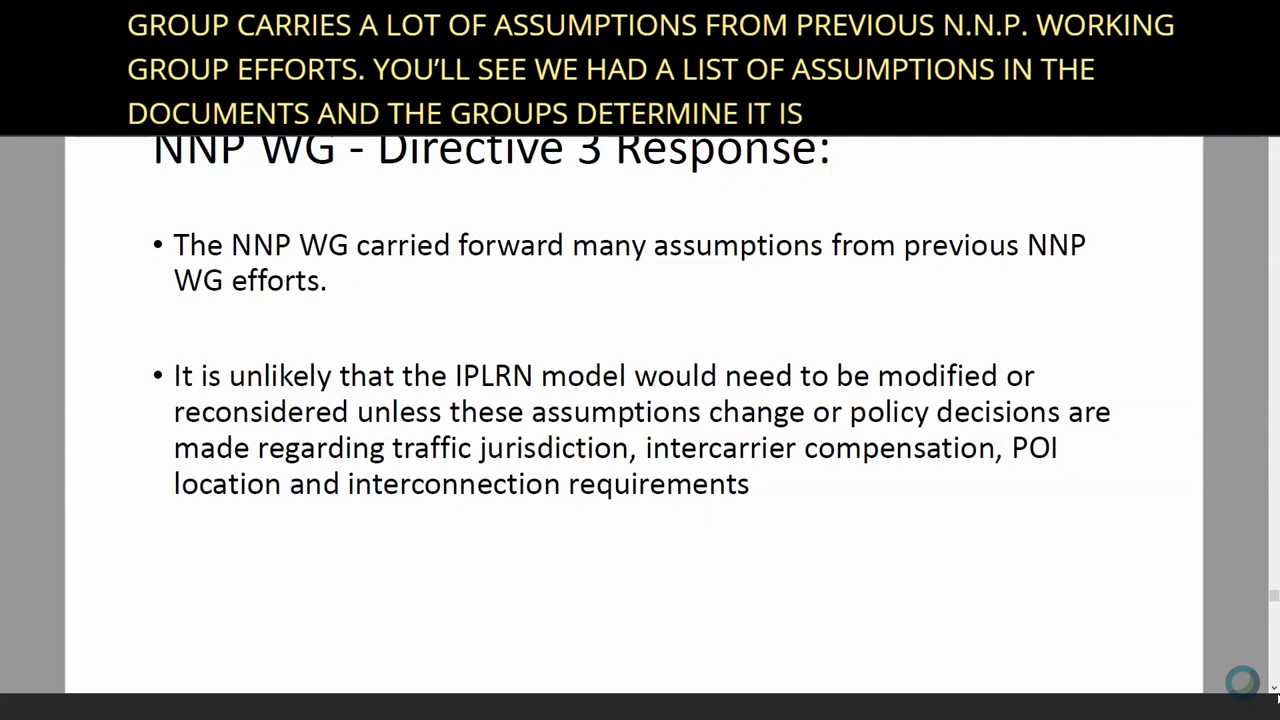 GROUP CARRIES A LOT OF ASSUMPTIONS FROM PREVIOUS N.N.P. WORKING
GROUP EFFORTS. YOU’LL SEE WE HAD A LIST OF ASSUMPTIONS IN THE
DOCUMENTS AND THE GROUPS DETERMINE IT IS
NNP WG - Directive 3 Response:
• The NNP WG carried forward many assumptions from previous NNP
WG efforts.
• It is unlikely that the IPLRN model would need to be modified or
reconsidered unless these assumptions change or policy decisions are
made regarding traffic jurisdiction, intercarrier compensation, POI
location and interconnection requirements